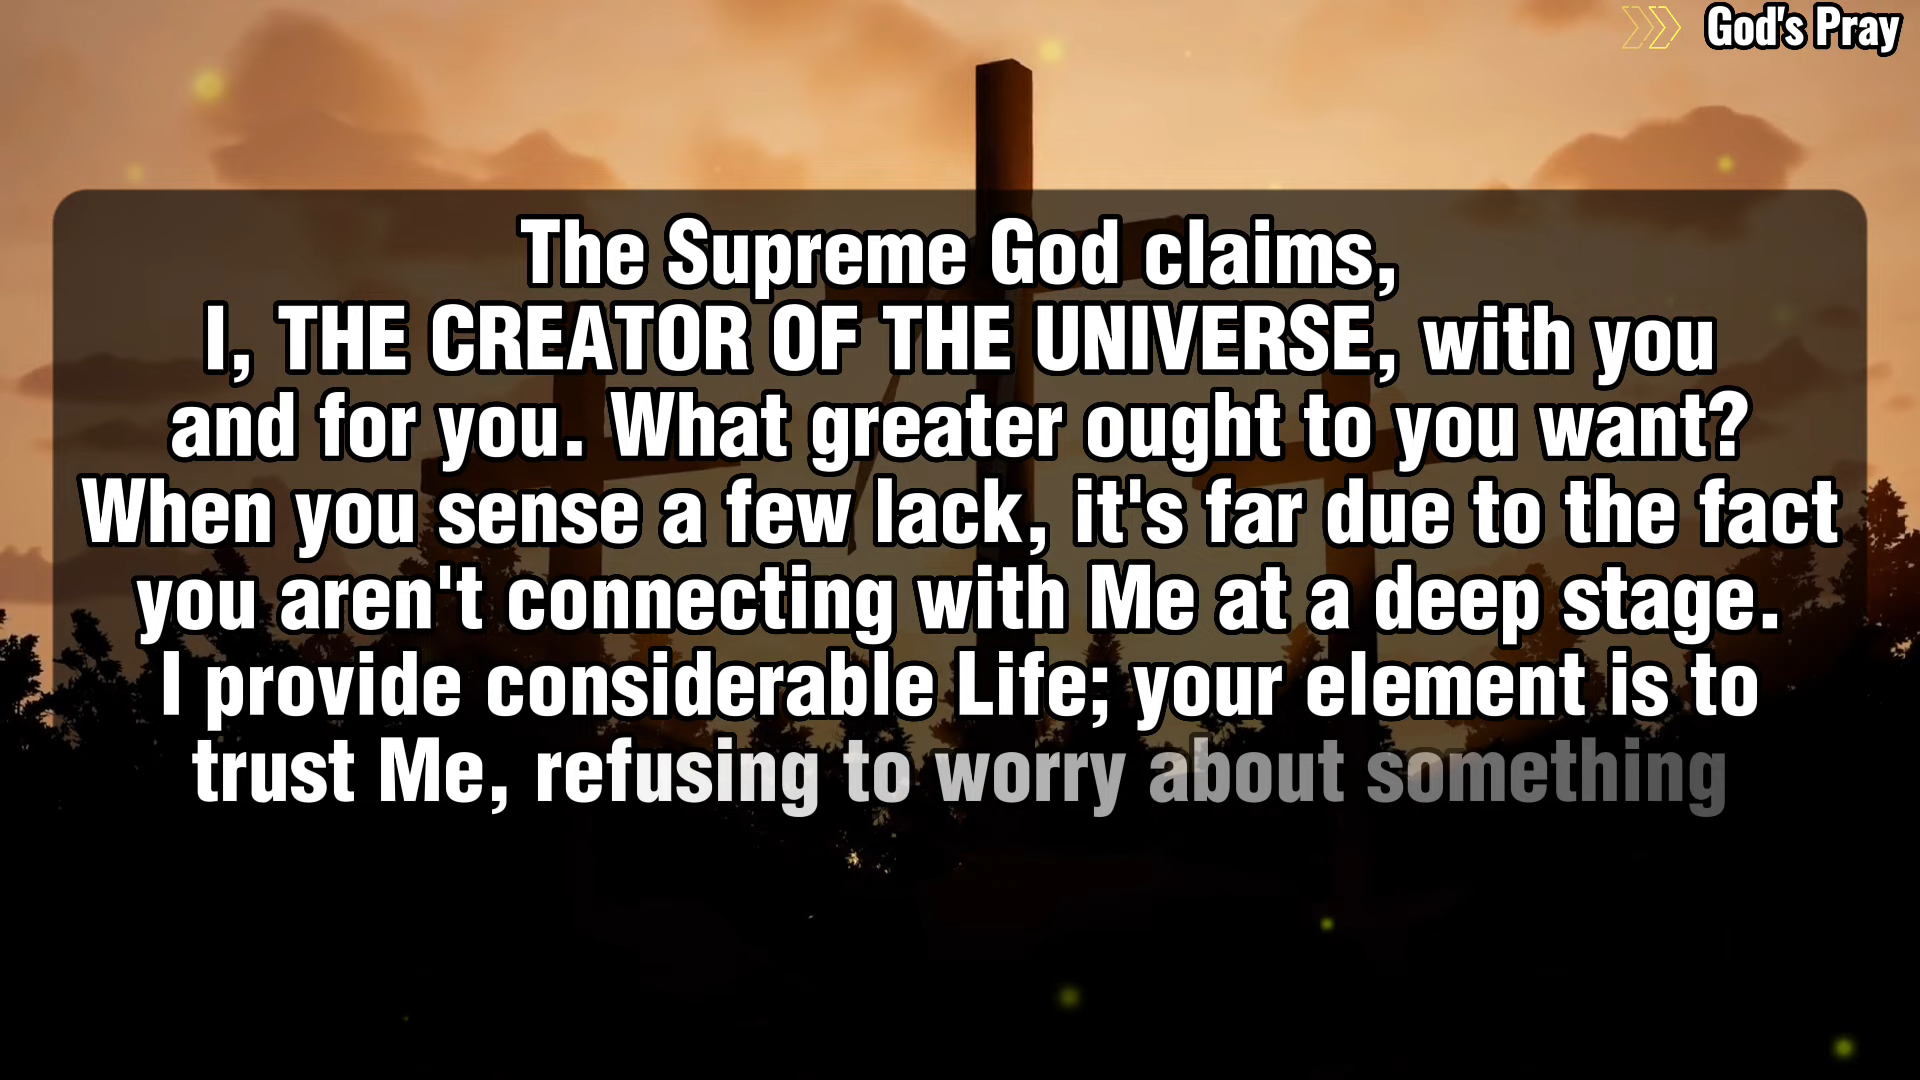 God's Pray
The Supreme God claims,
I, THE CREATOR OF THE UNIVERSE, with you
and for you. What greater ought to you want?
When you sense a few lack, it's far due to the fact
you aren't connecting with Me at a deep stage.
I provide considerable Life; your element is to
trust Me, refusing to worry about something